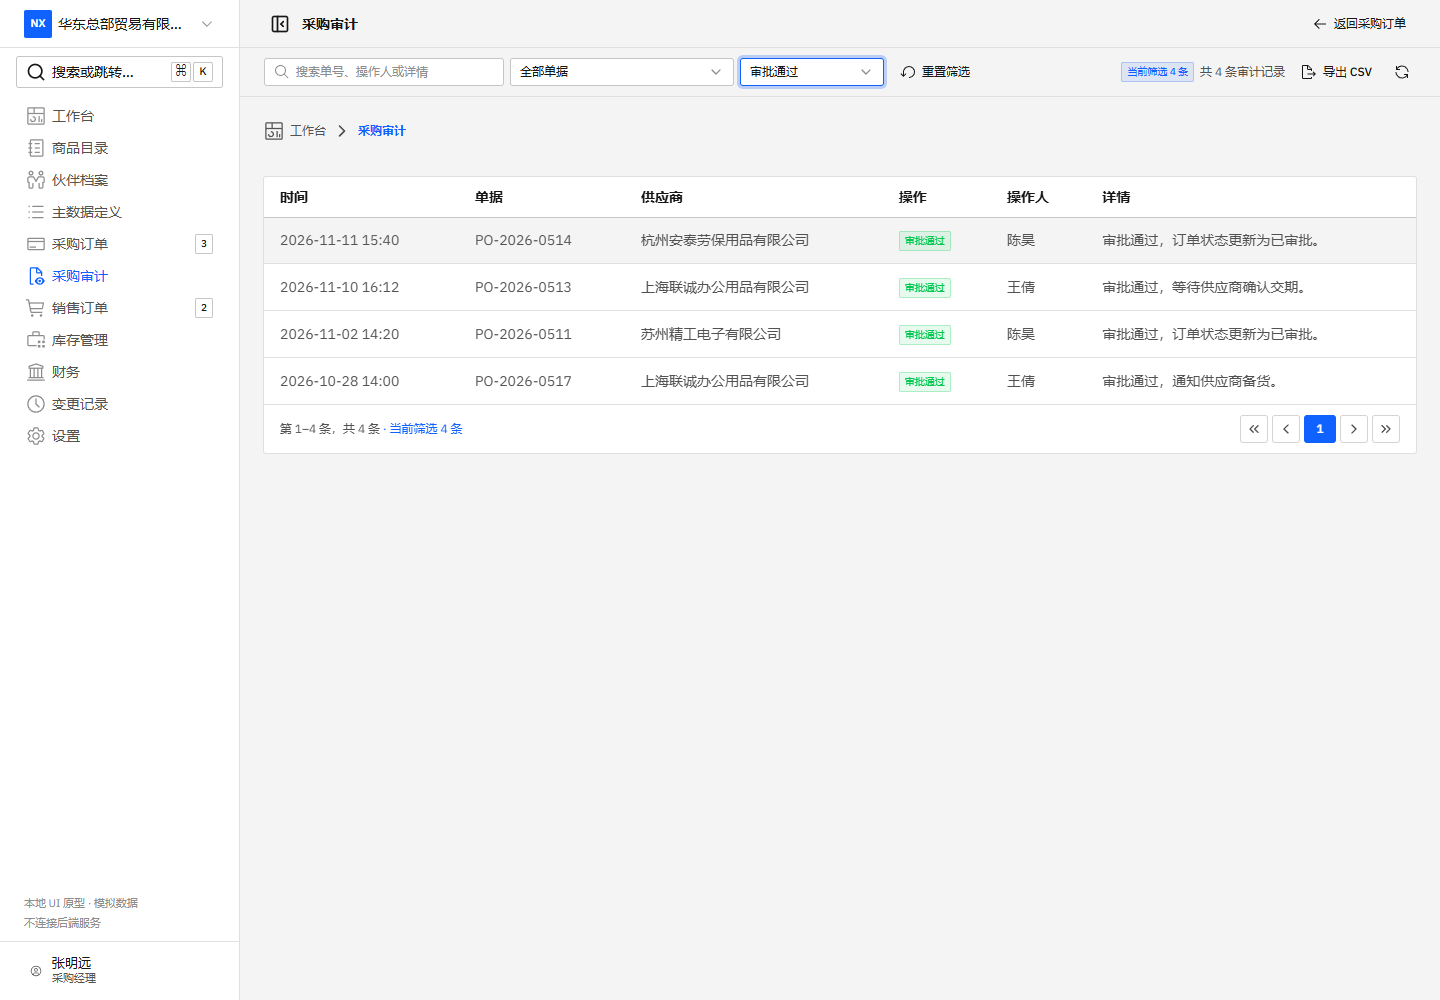 NX 华东总部贸易有限...
搜索或跳转... ⌘ K
工作台
商品目录
伙伴档案
主数据定义
采购订单 3
采购审计
销售订单 2
库存管理
财务
变更记录
设置
本地 UI 原型 · 模拟数据
不连接后端服务
张明远
采购经理
采购审计
返回采购订单
搜索单号、操作人或详情 全部单据 审批通过 重置筛选 当前筛选 4 条 共 4 条审计记录 导出 CSV
工作台 采购审计
时间 单据 供应商 操作 操作人 详情
2026-11-11 15:40 PO-2026-0514 杭州安泰劳保用品有限公司 审批通过 陈昊 审批通过，订单状态更新为已审批。
2026-11-10 16:12 PO-2026-0513 上海联诚办公用品有限公司 审批通过 王倩 审批通过，等待供应商确认交期。
2026-11-02 14:20 PO-2026-0511 苏州精工电子有限公司 审批通过 陈昊 审批通过，订单状态更新为已审批。
2026-10-28 14:00 PO-2026-0517 上海联诚办公用品有限公司 审批通过 王倩 审批通过，通知供应商备货。
第 1–4 条，共 4 条 · 当前筛选 4 条 1